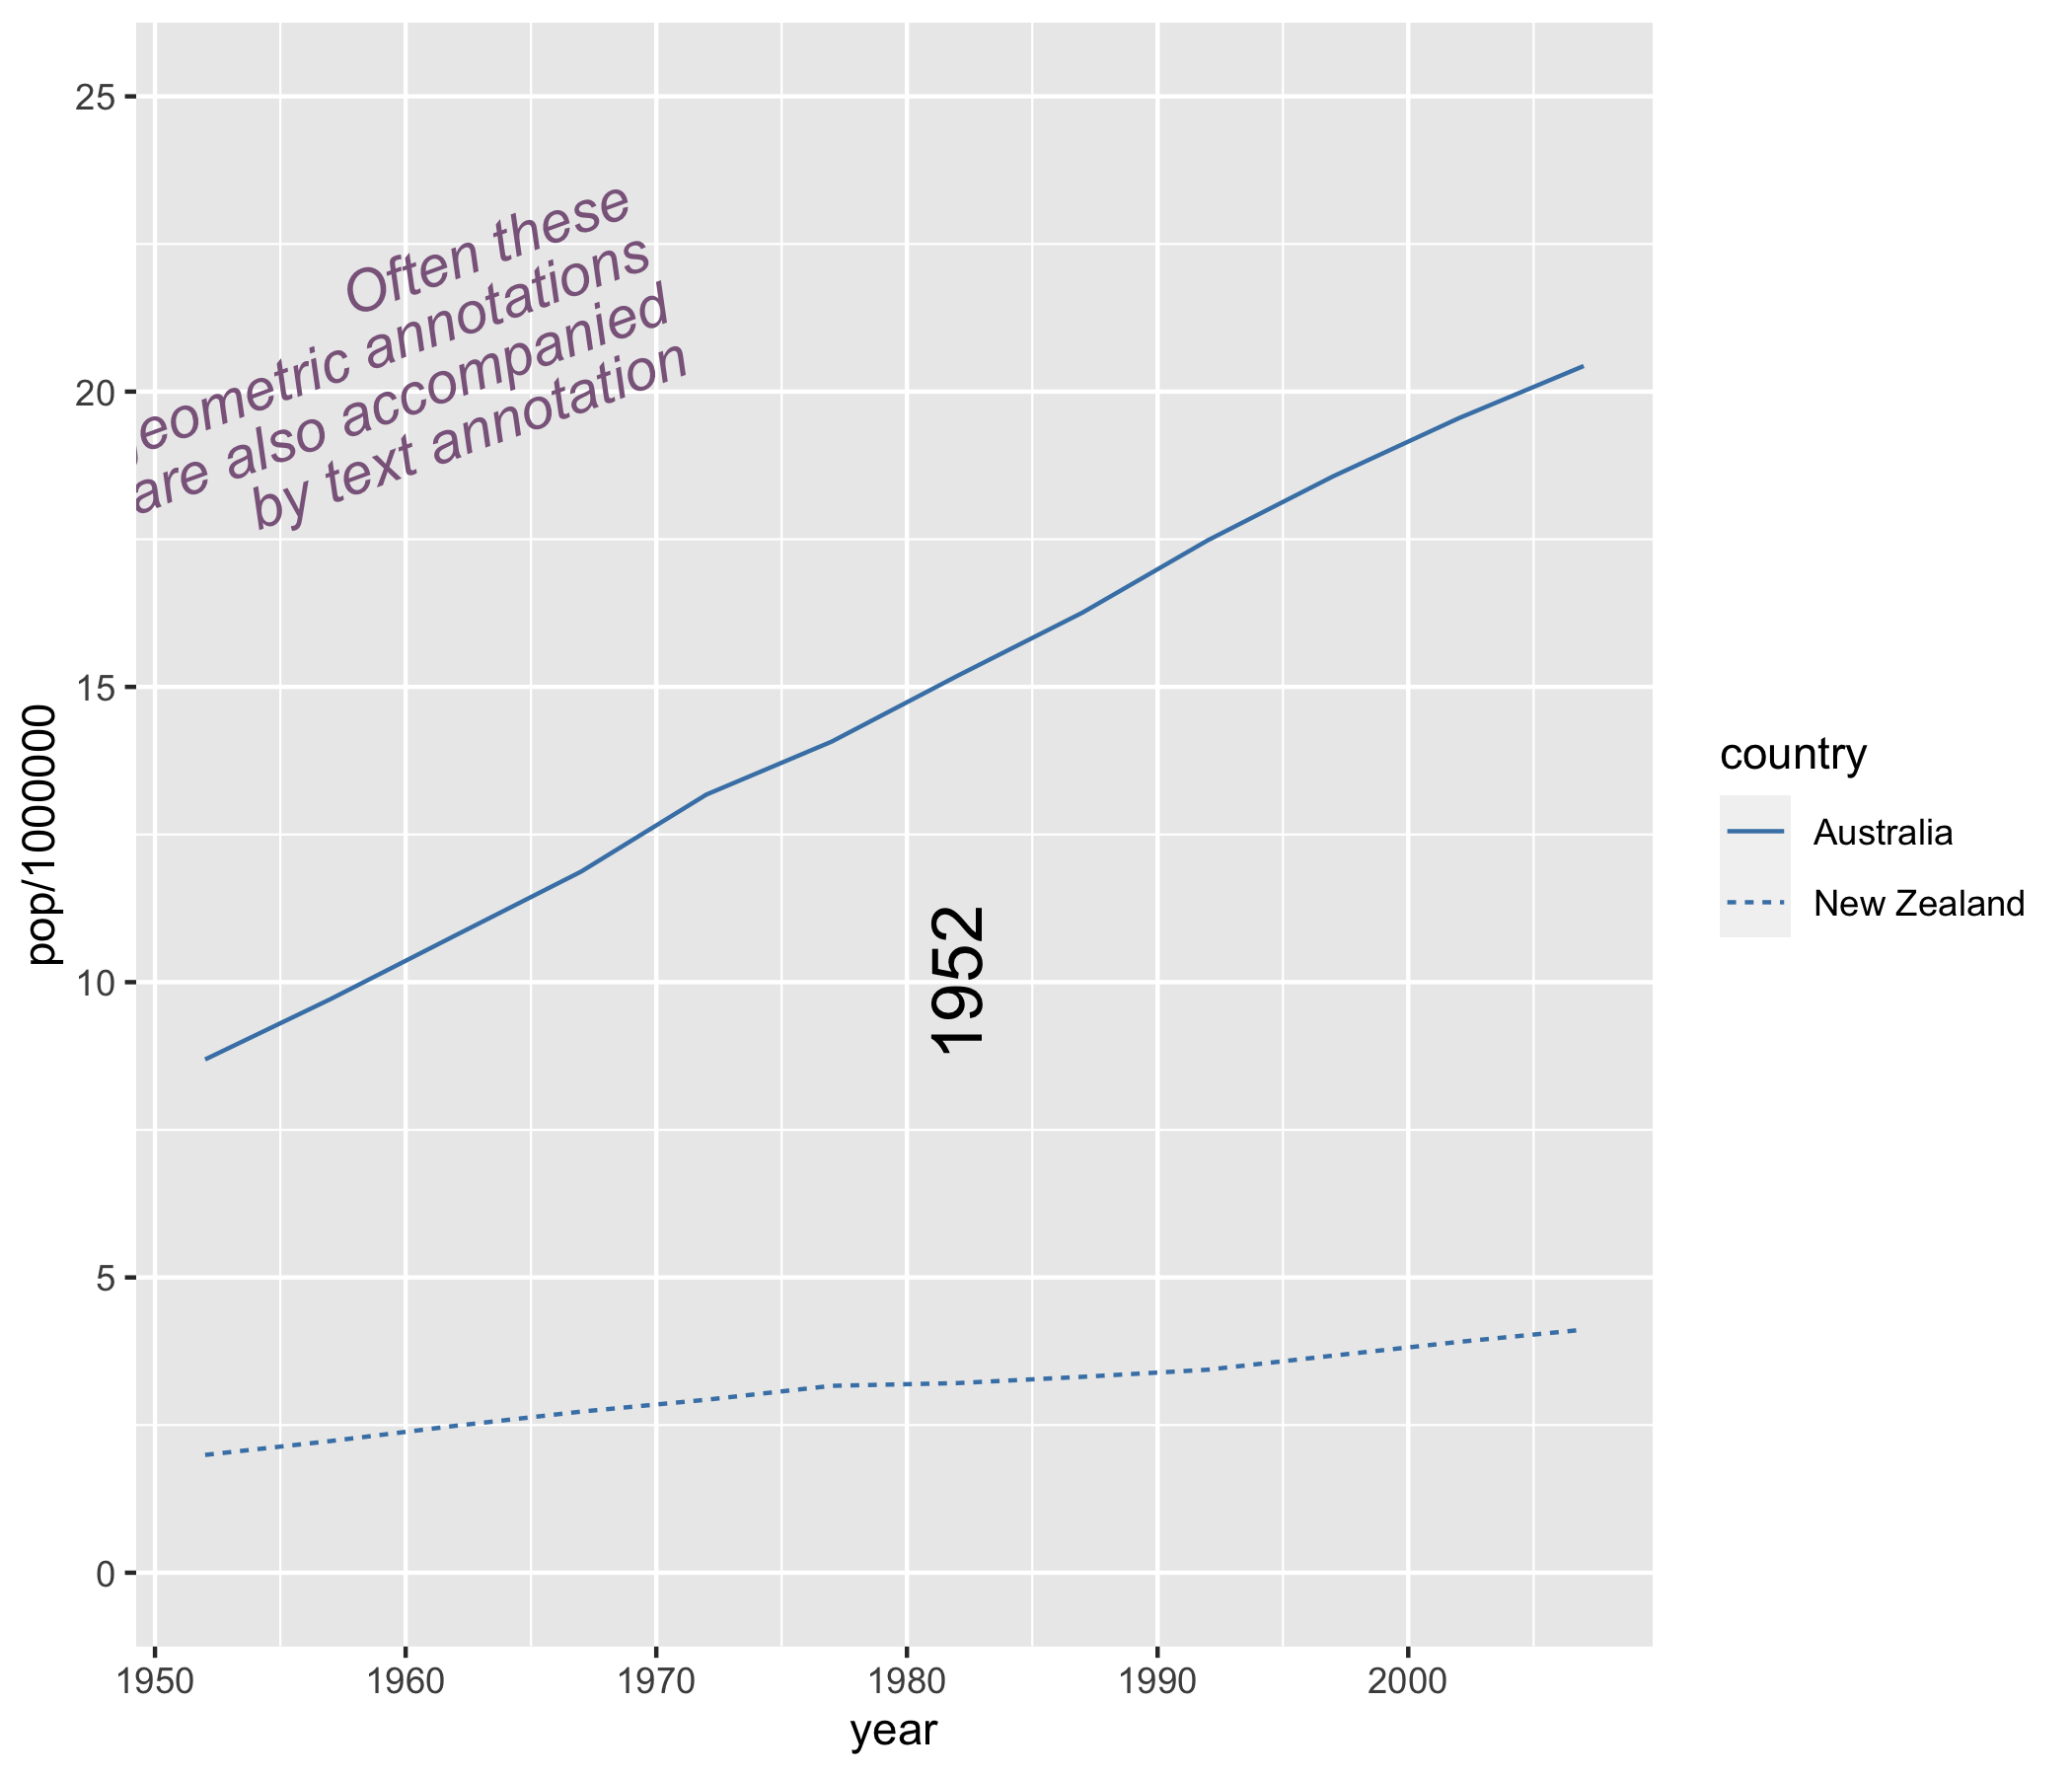 25
20
15
10
5
0
pop/1000000
Often these
eometric annotations
are also accompanied
by text annotation
1952
1950
1960
1970
1980
1990
2000
year
country
Australia
New Zealand